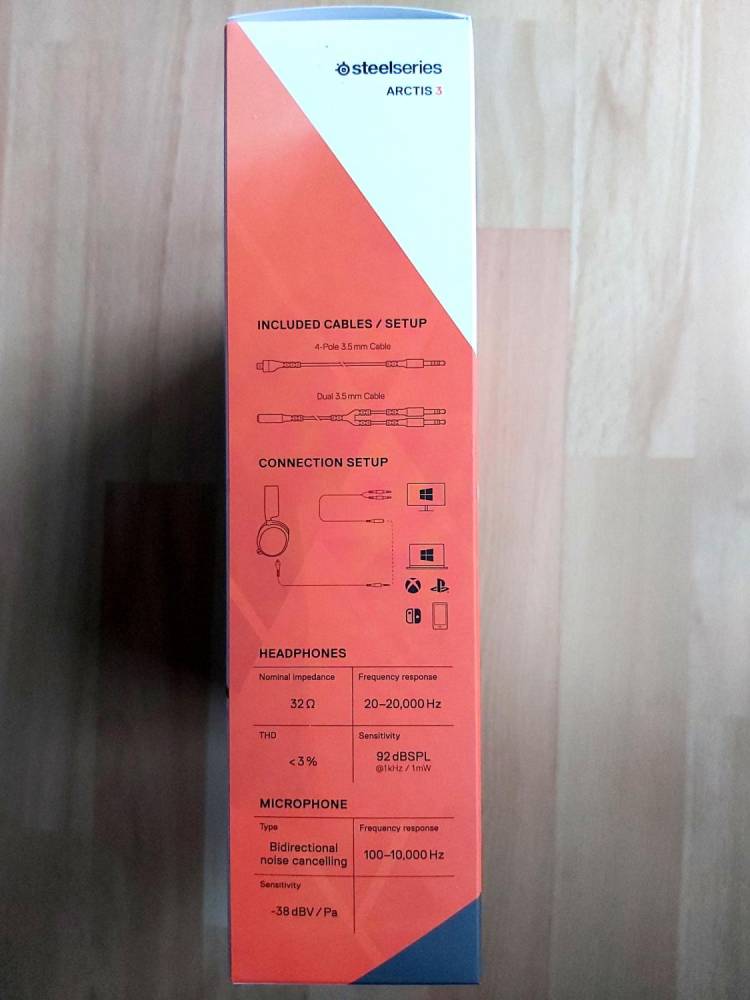 steelseries
ARCTIS 3
INCLUDED CABLES / SETUP
4-Pole 3.5 mm Cable
Dual 3.5 mm Cable
CONNECTION SETUP
HEADPHONES
Nominal impedance
32 Ω
Frequency response
20–20,000 Hz
THD
<3%
Sensitivity
92 dBSPL
@1kHz / 1mW
MICROPHONE
Type
Bidirectional
noise cancelling
Frequency response
100–10,000 Hz
Sensitivity
-38 dBV / Pa